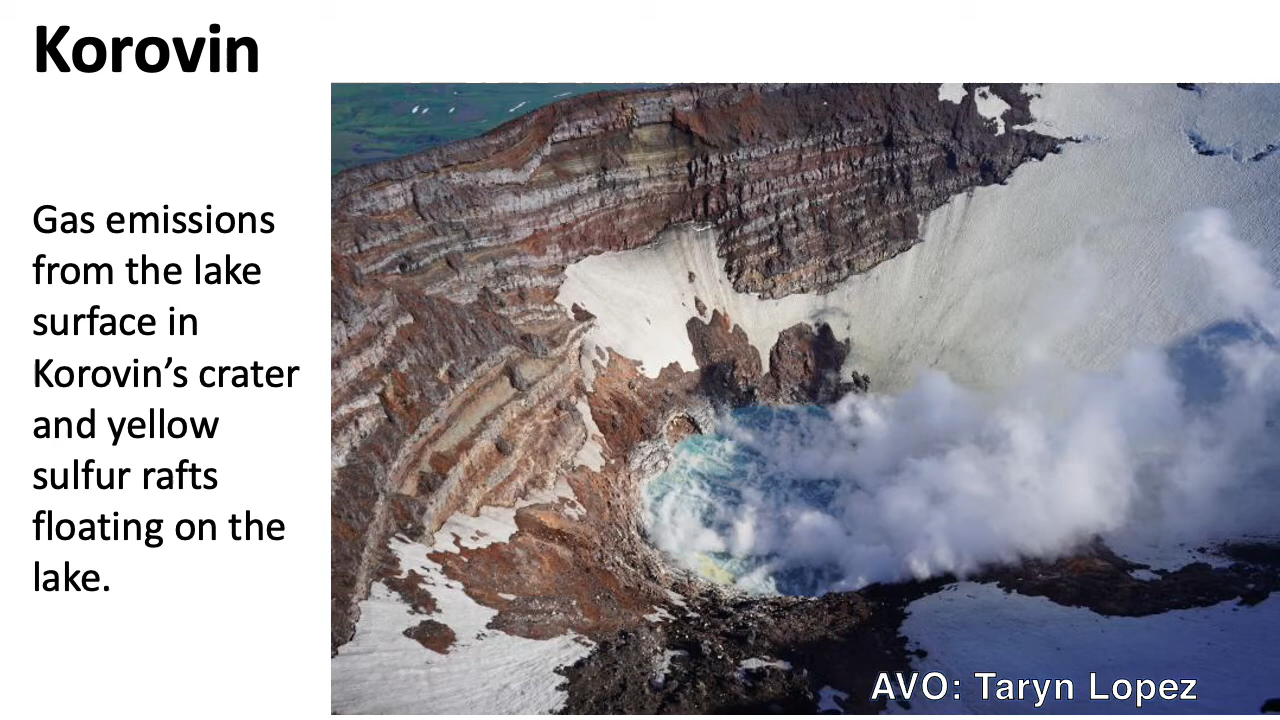 Korovin
Gas emissions
from the lake
surface in
Korovin’s crater
and yellow
sulfur rafts
floating on the
lake.
AVO: Taryn Lopez